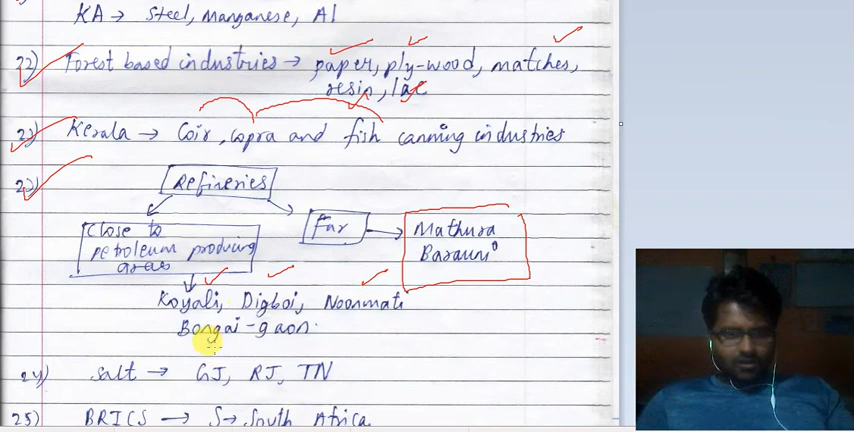 KA → Steel, Manganese, Al
22) Forest based industries → paper, ply-wood, matches,
resin, lac
23) Kerala → Coir, copra and fish canning industries
Refineries
Close to
petroleum producing
areas
Far → Mathura
Barauni
Koyali, Digboi, Noonmati
Bongai-gaon.
24) Salt → GJ, RJ, TN
25) BRICS → S→ South Africa